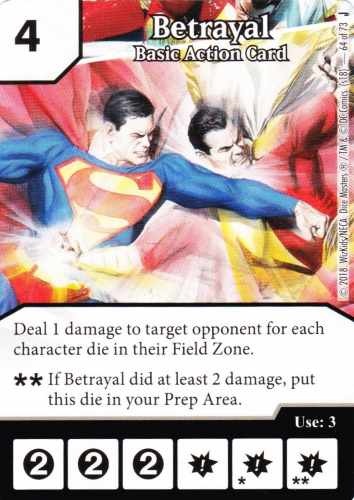 4
Betrayal
Basic Action Card
© 2018 WizKids/NECA. Dice Masters ® / TM & © DC Comics. (s18) — 64 of 73 J
Deal 1 damage to target opponent for each
character die in their Field Zone.
** If Betrayal did at least 2 damage, put
this die in your Prep Area.
Use: 3
2 2 2 ! ! * ! **